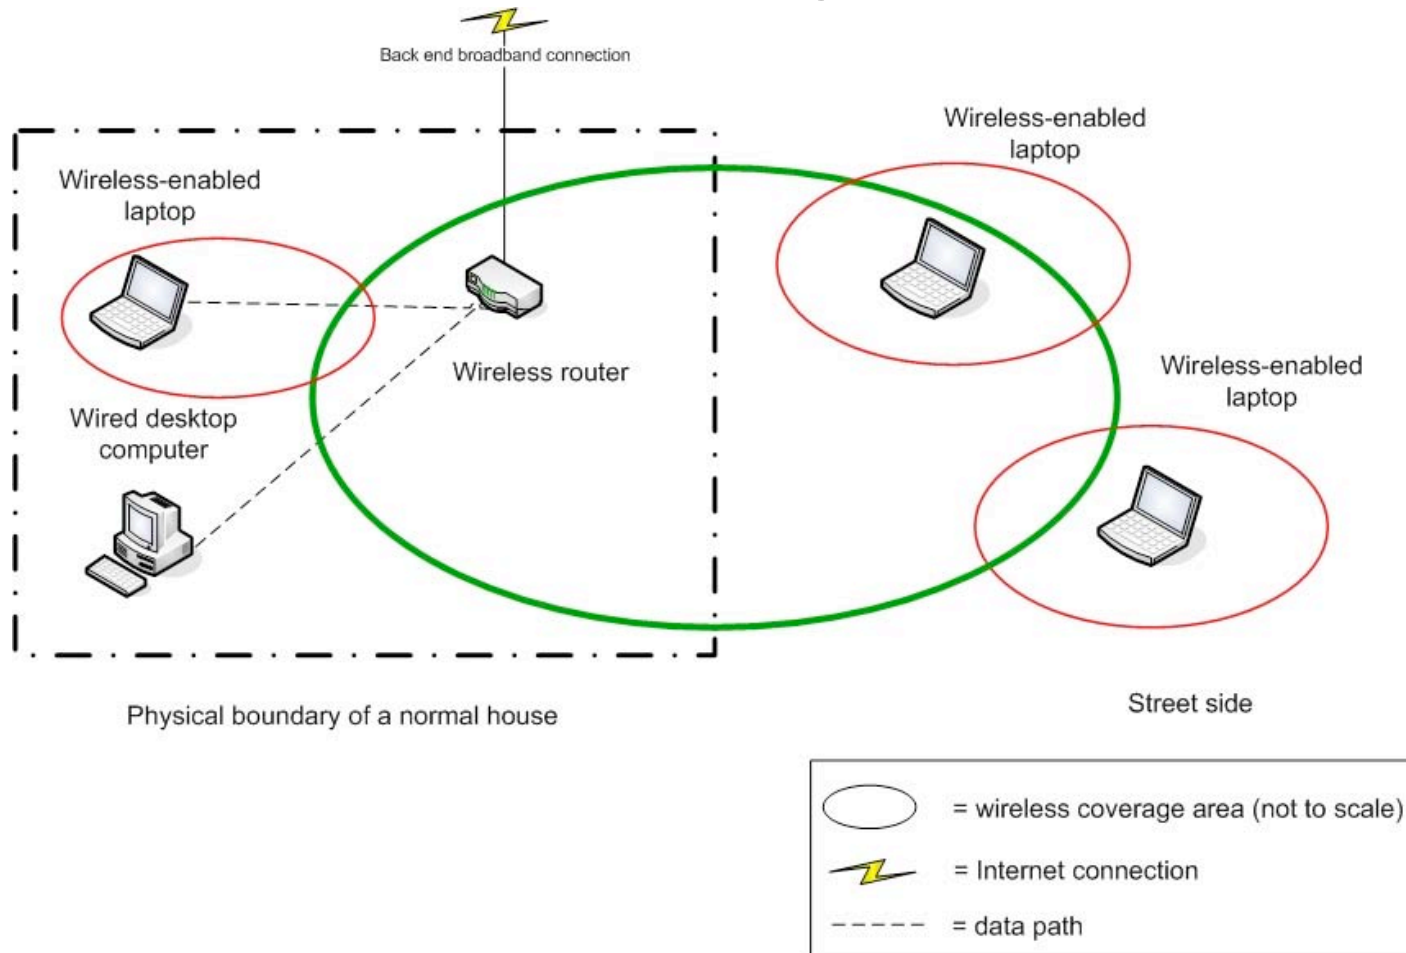 Back end broadband connection
Wireless-enabled
laptop
Wireless-enabled
laptop
Wireless router
Wireless-enabled
laptop
Wired desktop
computer
Physical boundary of a normal house
Street side
= wireless coverage area (not to scale)
= Internet connection
= data path